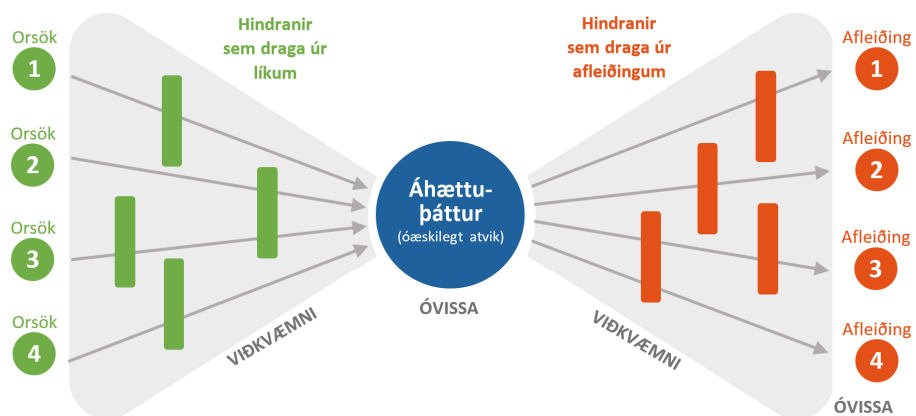 Hindranir
sem draga úr
líkum
Orsök
1
Orsök
2
Orsök
3
Orsök
4
VIÐKVÆMNI
Áhættu-
þáttur
(óæskilegt atvik)
ÓVISSA
Hindranir
sem draga úr
afleiðingum
VIÐKVÆMNI
Afleiðing
1
Afleiðing
2
Afleiðing
3
Afleiðing
4
ÓVISSA